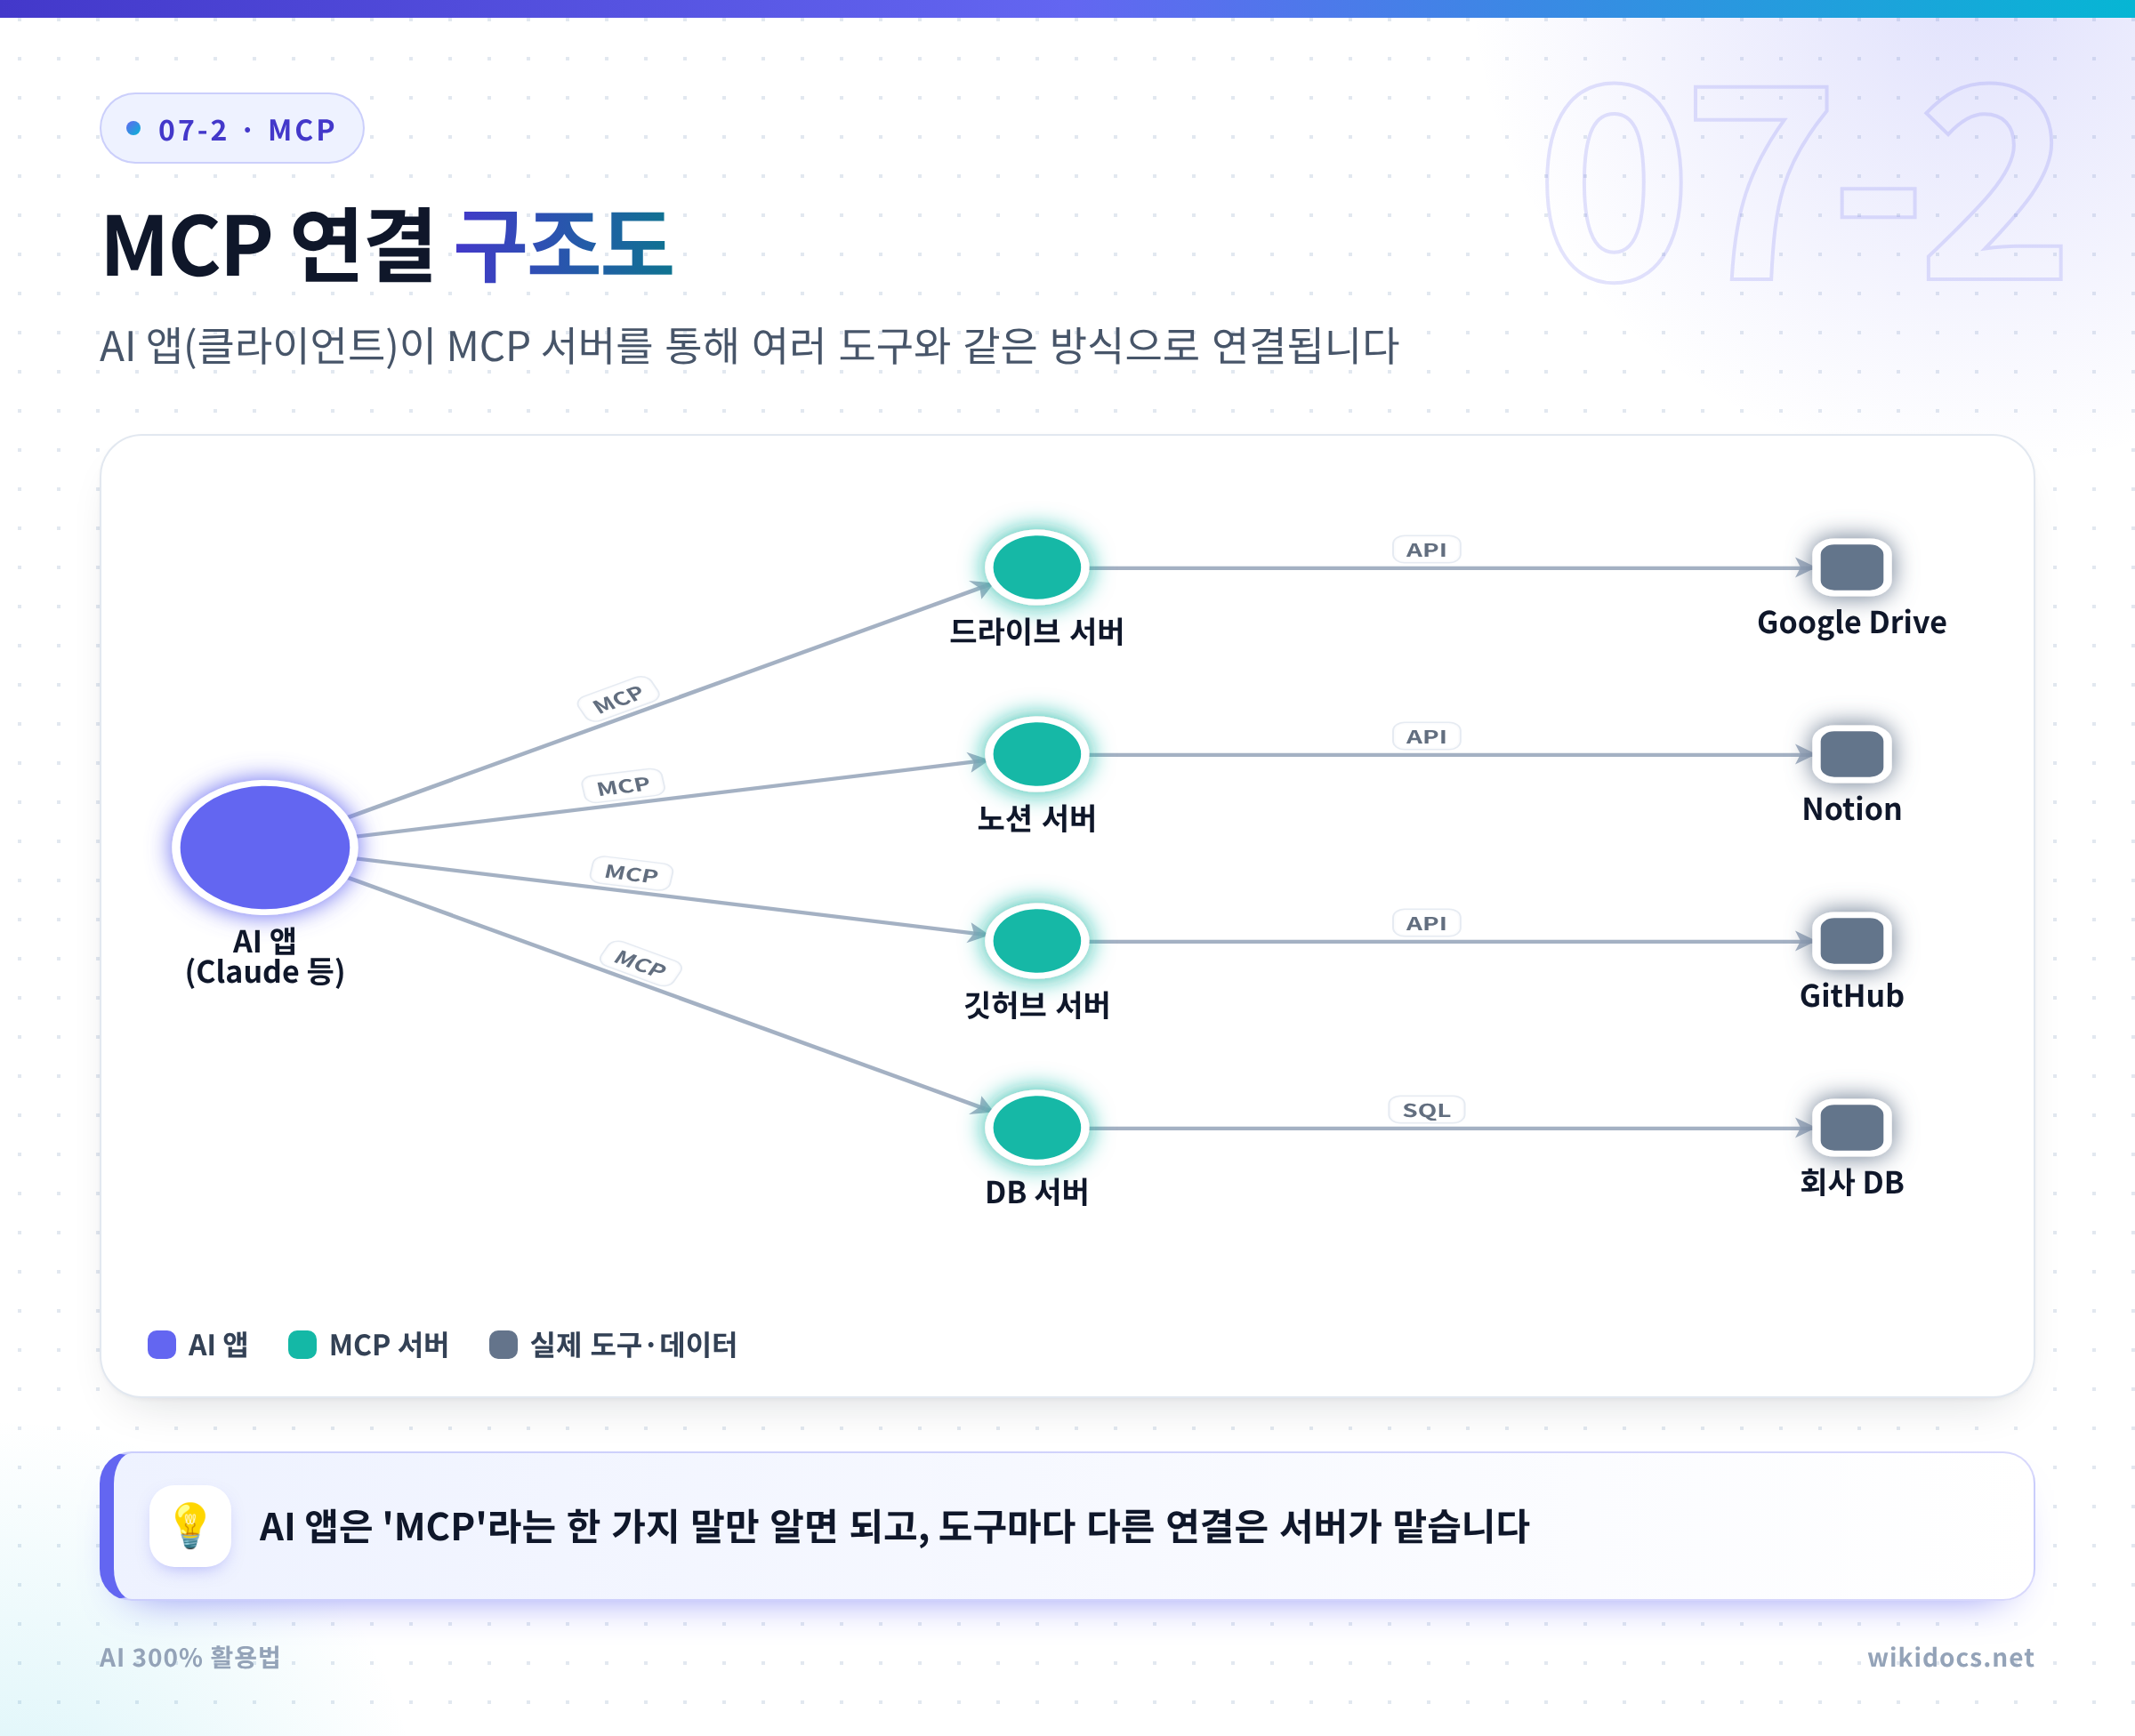 07-2 · MCP
07-2
MCP 연결 구조도
AI 앱(클라이언트)이 MCP 서버를 통해 여러 도구와 같은 방식으로 연결됩니다
API
드라이브 서버
Google Drive
MCP
MCP
API
노션 서버
Notion
MCP
API
AI 앱
(Claude 등)
MCP
깃허브 서버
GitHub
SQL
DB 서버
회사 DB
AI 앱
MCP 서버
실제 도구·데이터
💡 AI 앱은 'MCP'라는 한 가지 말만 알면 되고, 도구마다 다른 연결은 서버가 맡습니다
AI 300% 활용법
wikidocs.net